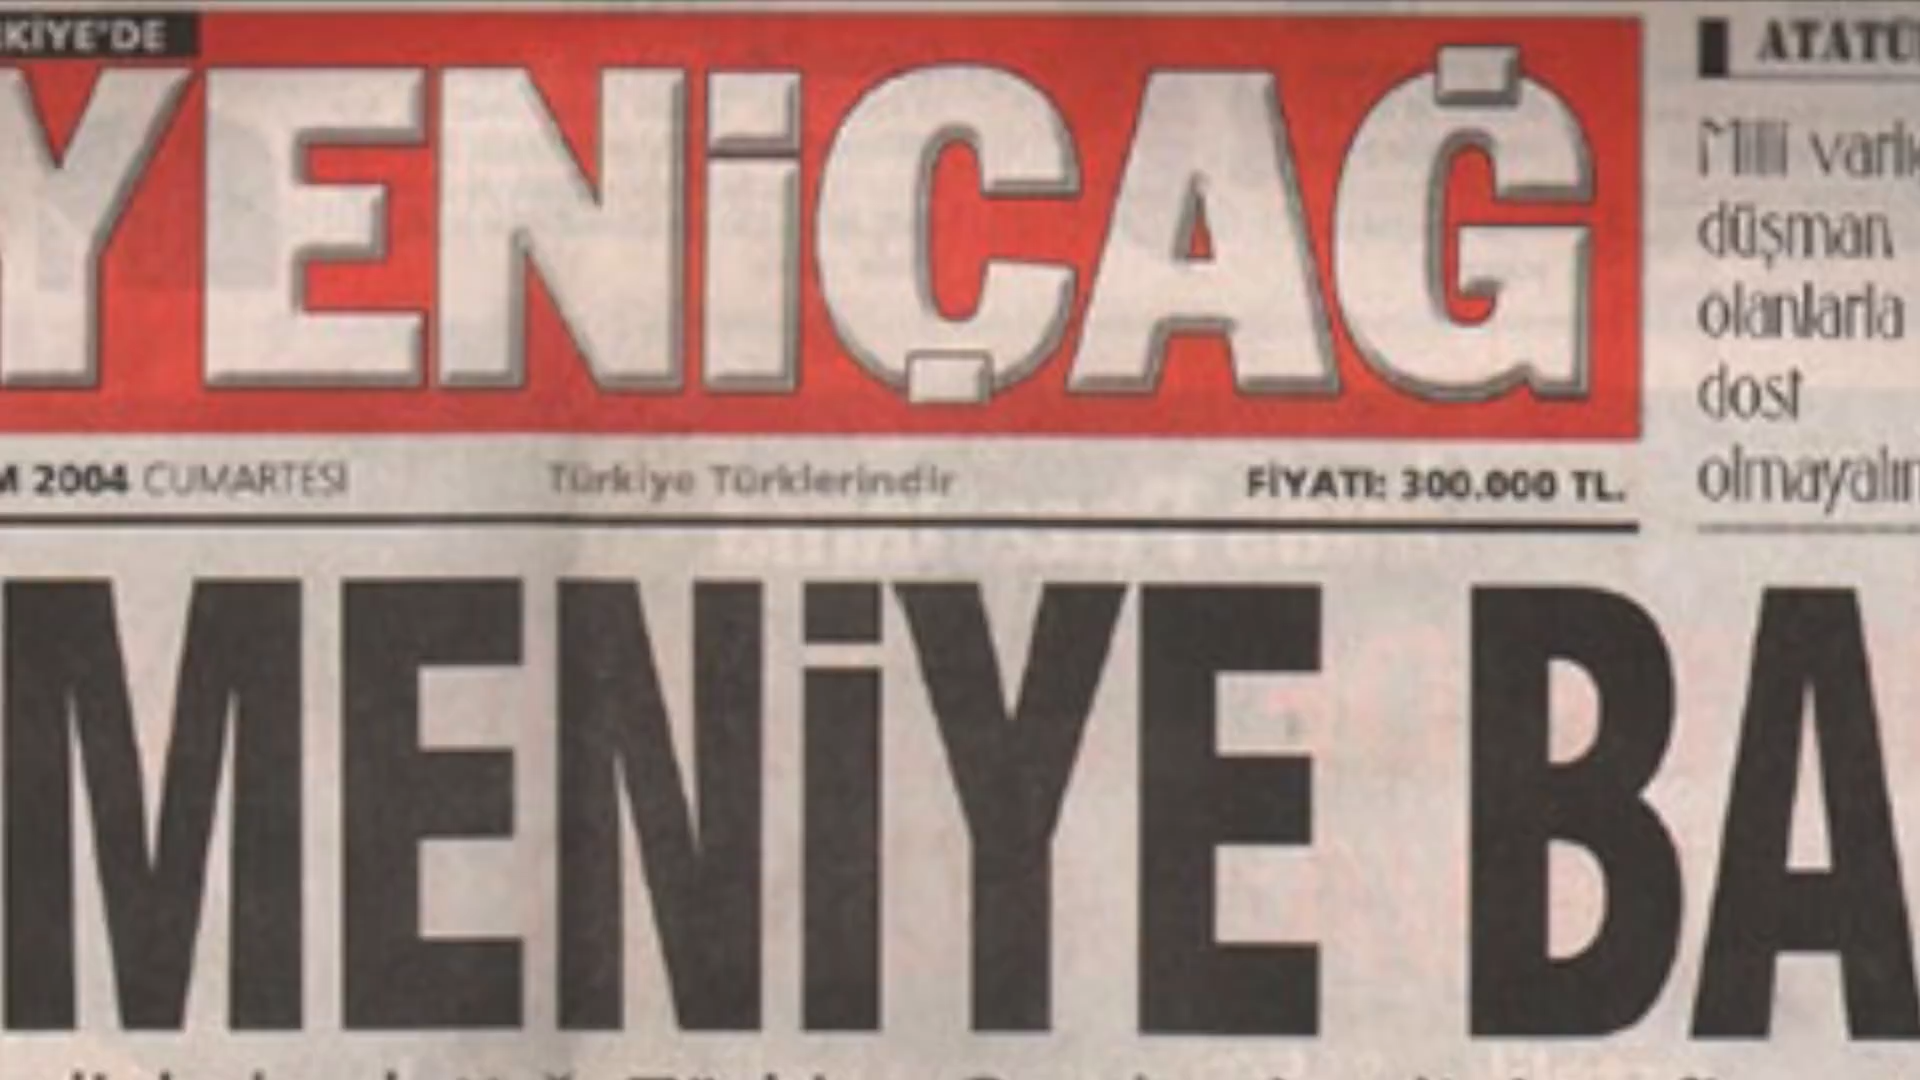 KİYE'DE
YENİÇAĞ
M 2004 CUMARTESİ Türkiye Türklerindir FİYATI: 300.000 TL.
ATATÜ
Milli varlı
düşman
olanlarla
dost
olmayalım
MENİYE BA